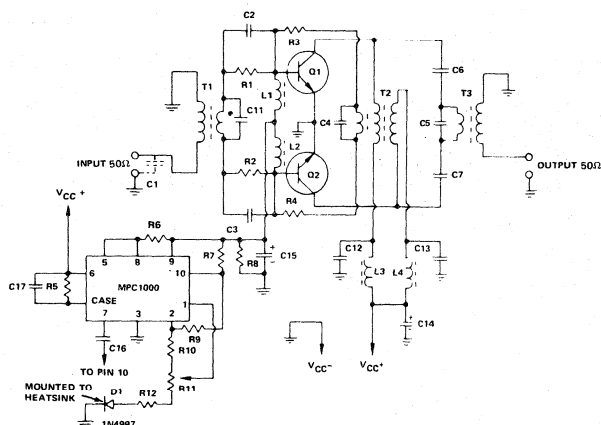 C2
R3
C6
Q1
T1
R1
L1
T2
T3
C11
C4
C5
L2
INPUT 50Ω
R2
OUTPUT 50Ω
C1
Q2
C7
R4
VCC+
C3
R6
R7
R8
C15
C12
C13
5 8 9
L3 L4
6
10
C17 R5
MPC1000
CASE
1
7 3 2
R9
C14
R10
C16
VCC- VCC+
TO PIN 10
R11
MOUNTED TO
HEATSINK
D1
R12
1N4997